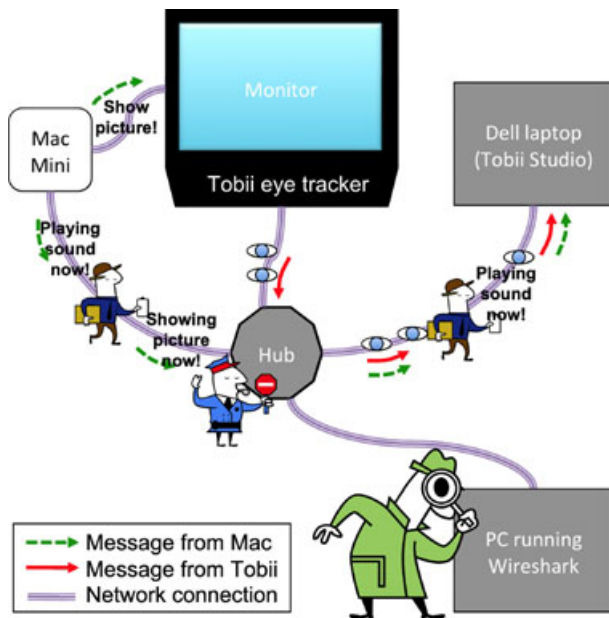 Show
picture!
Monitor
Mac
Mini
Dell laptop
(Tobii Studio)
Tobii eye tracker
Playing
sound
now!
Playing
sound
now!
Showing
picture
now!
Hub
PC running
Wireshark
Message from Mac
Message from Tobii
Network connection